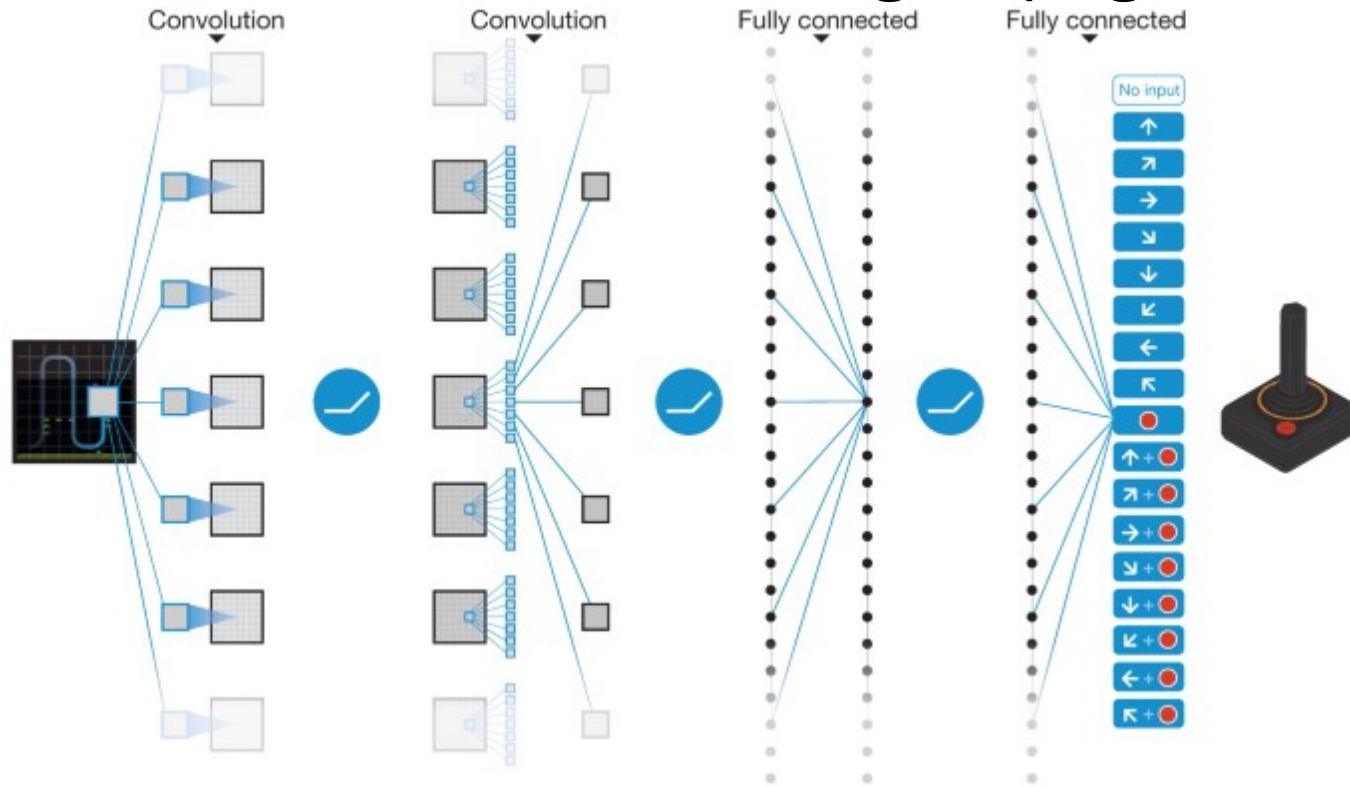 Convolution
Convolution
Fully connected
Fully connected
No input
+
+
+
+
+
+
+
+